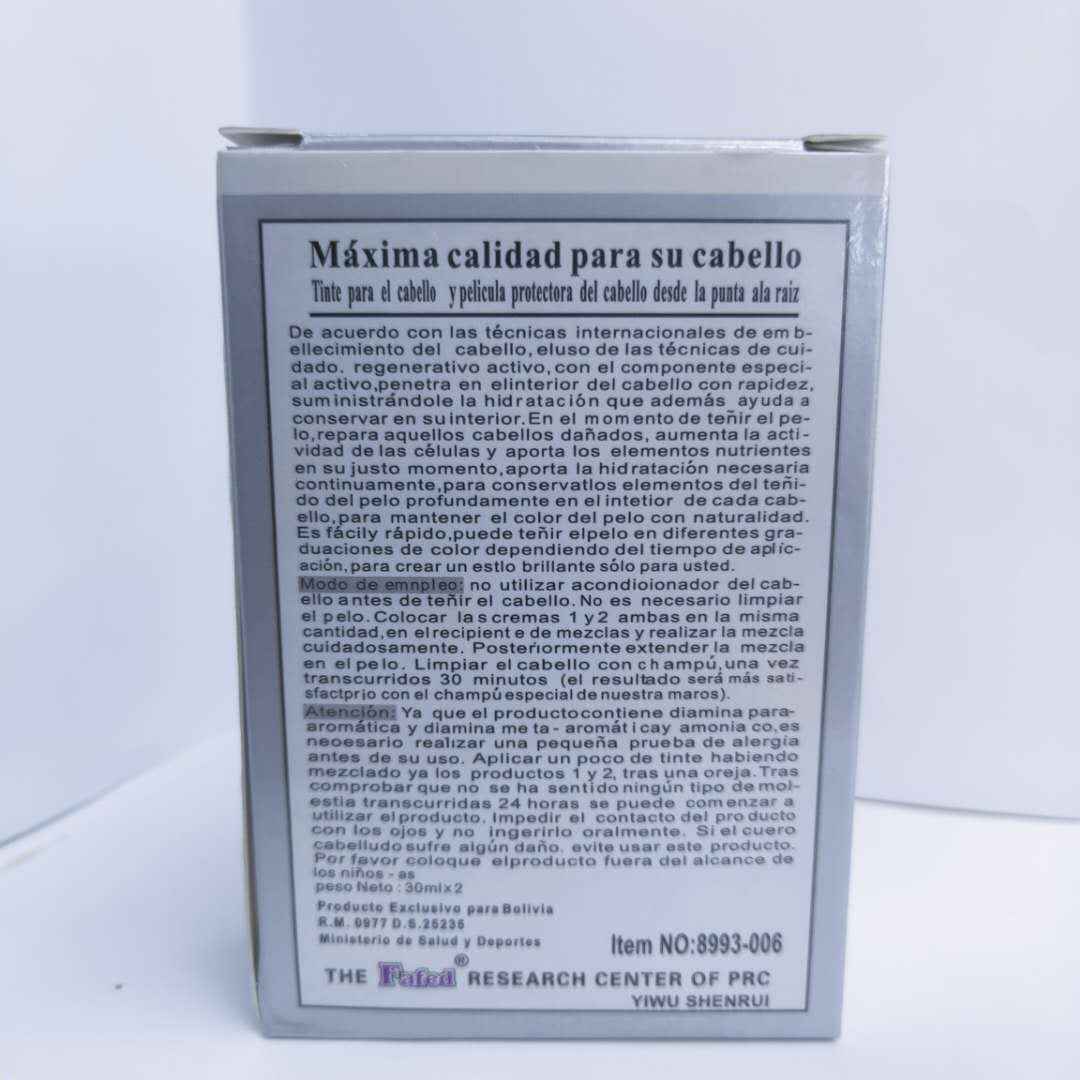 Máxima calidad para su cabello
Tinte para el cabello y pelicula protectora del cabello desde la punta ala raiz
De acuerdo con las técnicas internacionales de emb-
ellecimiento del cabello, eluso de las técnicas de cui-
dado. regenerativo activo, con el componente especi-
al activo, penetra en elinterior del cabello con rapidez,
suministrándole la hidratación que además ayuda a
conservar en su interior. En el momento de teñir el pe-
lo, repara aquellos cabellos dañados, aumenta la acti-
vidad de las células y aporta los elementos nutrientes
en su justo momento, aporta la hidratación necesaria
continuamente, para conservatlos elementos del teñi-
do del pelo profundamente en el intetior de cada cab-
ello, para mantener el color del pelo con naturalidad.
Es fácily rápido, puede teñir elpelo en diferentes gra-
duaciones de color dependiendo del tiempo de aplíc-
ación, para crear un estlo brillante sólo para usted.
Modo de emnpleo: no utilizar acondioionador del cab-
ello antes de teñir el cabello. No es necesario limpiar
el pelo. Colocar las cremas 1 y 2 ambas en la misma
cantidad, en el recipiente de mezclas y realizar la mezcla
cuidadosamente. Posteriormente extender la mezcla
en el pelo. Limpiar el cabello con champú, una vez
transcurridos 30 minutos (el resultado será más sati-
sfactprjo con el champú especial de nuestra maros).
Atención: Ya que el productocontiene diamina para-
aromática y diamina meta - aromáticay amonia co, es
neoesario realizar una pequeña prueba de alergia
antes de su uso. Aplicar un poco de tinte habiendo
mezclado ya los productos 1 y 2, tras una oreja. Tras
comprobar que no se ha sentido ningún tipo de mol-
estia transcurridas 24 horas se puede comenzar a
utilizar el producto. Impedir el contacto del producto
con los ojos y no ingerirlo oralmente. Si el cuero
cabelludo sufre algún daño. evite usar este producto.
Por favor coloque elproducto fuera del alcance de
los niños - as
peso Neto : 30mlx2
Producto Exclusivo para Bolivia
R.M. 0977 D.S.25235
Ministerio de Salud y Deportes
Item NO:8993-006
THE Fafed® RESEARCH CENTER OF PRC
YIWU SHENRUI